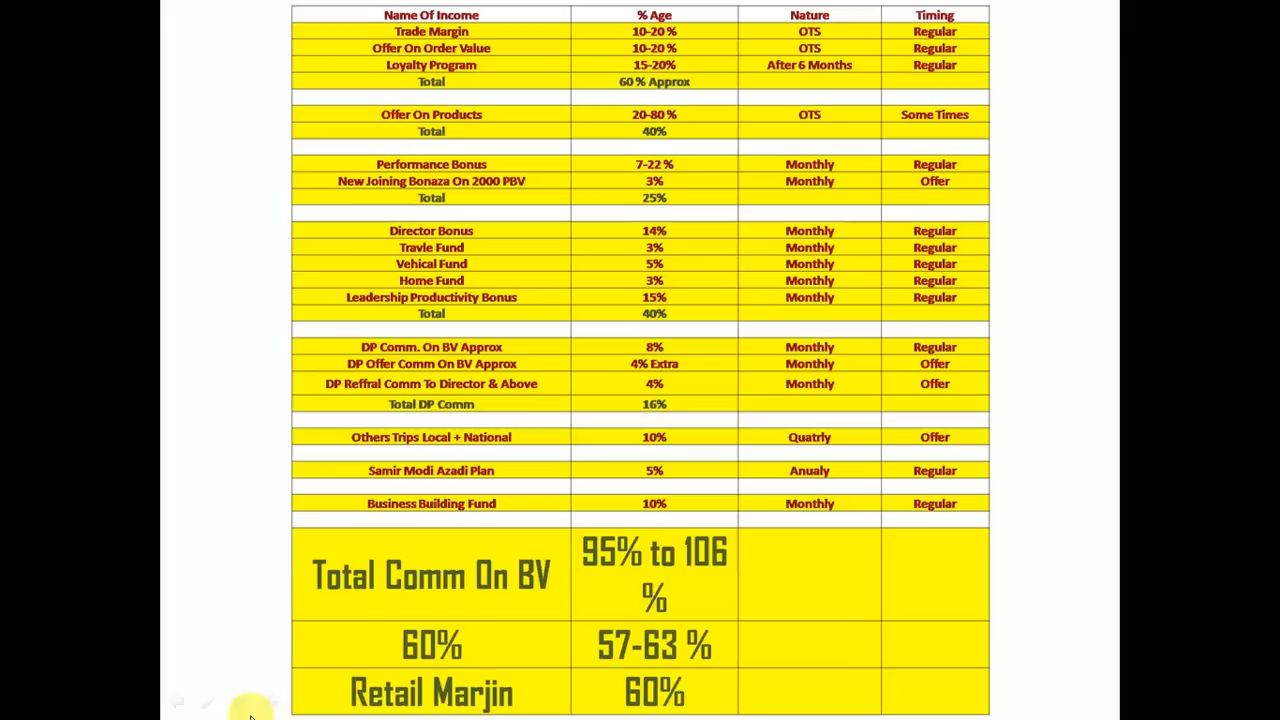 Name Of Income % Age Nature Timing
Trade Margin 10-20 % OTS Regular
Offer On Order Value 10-20 % OTS Regular
Loyalty Program 15-20% After 6 Months Regular
Total 60 % Approx
Offer On Products 20-80 % OTS Some Times
Total 40%
Performance Bonus 7-22 % Monthly Regular
New Joining Bonaza On 2000 PBV 3% Monthly Offer
Total 25%
Director Bonus 14% Monthly Regular
Travle Fund 3% Monthly Regular
Vehical Fund 5% Monthly Regular
Home Fund 3% Monthly Regular
Leadership Productivity Bonus 15% Monthly Regular
Total 40%
DP Comm. On BV Approx 8% Monthly Regular
DP Offer Comm On BV Approx 4% Extra Monthly Offer
DP Reffral Comm To Director & Above 4% Monthly Offer
Total DP Comm 16%
Others Trips Local + National 10% Quatrly Offer
Samir Modi Azadi Plan 5% Anualy Regular
Business Building Fund 10% Monthly Regular
Total Comm On BV 95% to 106
%
60% 57-63 %
Retail Marjin 60%